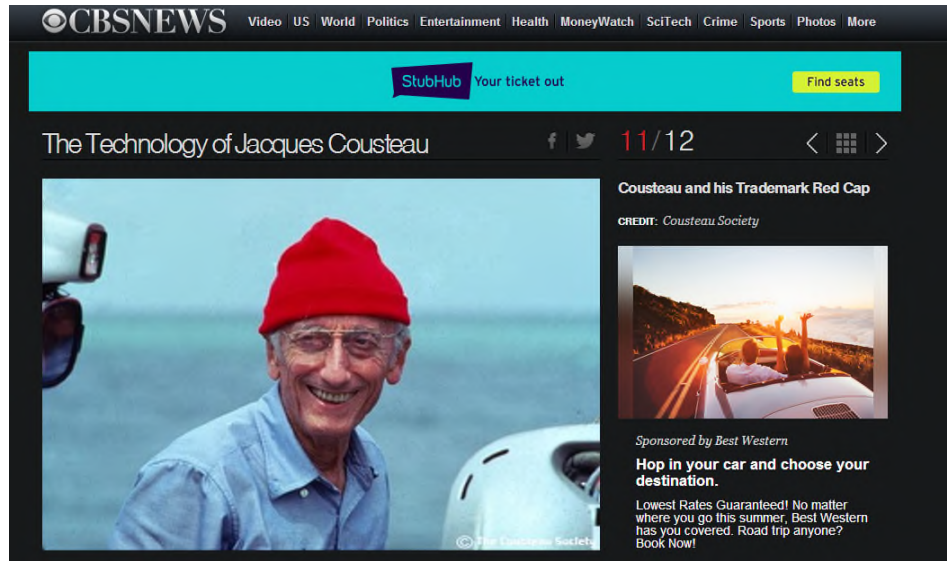 CBSNEWS Video US World Politics Entertainment Health MoneyWatch SciTech Crime Sports Photos More
StubHub Your ticket out Find seats
The Technology of Jacques Cousteau f 11/12
Cousteau and his Trademark Red Cap
CREDIT: Cousteau Society
Sponsored by Best Western
Hop in your car and choose your
destination.
Lowest Rates Guaranteed! No matter
where you go this summer, Best Western
has you covered. Road trip anyone?
Book Now!
© The Cousteau Society